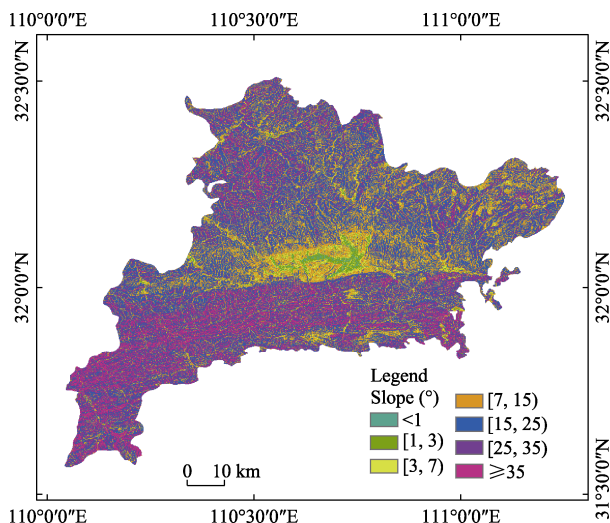 110°0′0″E 110°30′0″E 111°0′0″E
32°30′0″N 32°30′0″N
32°0′0″N 32°0′0″N
31°30′0″N
Legend
Slope (°)
<1
[1, 3)
[3, 7)
[7, 15)
[15, 25)
[25, 35)
⩾35
0 10 km
110°0′0″E 110°30′0″E 111°0′0″E